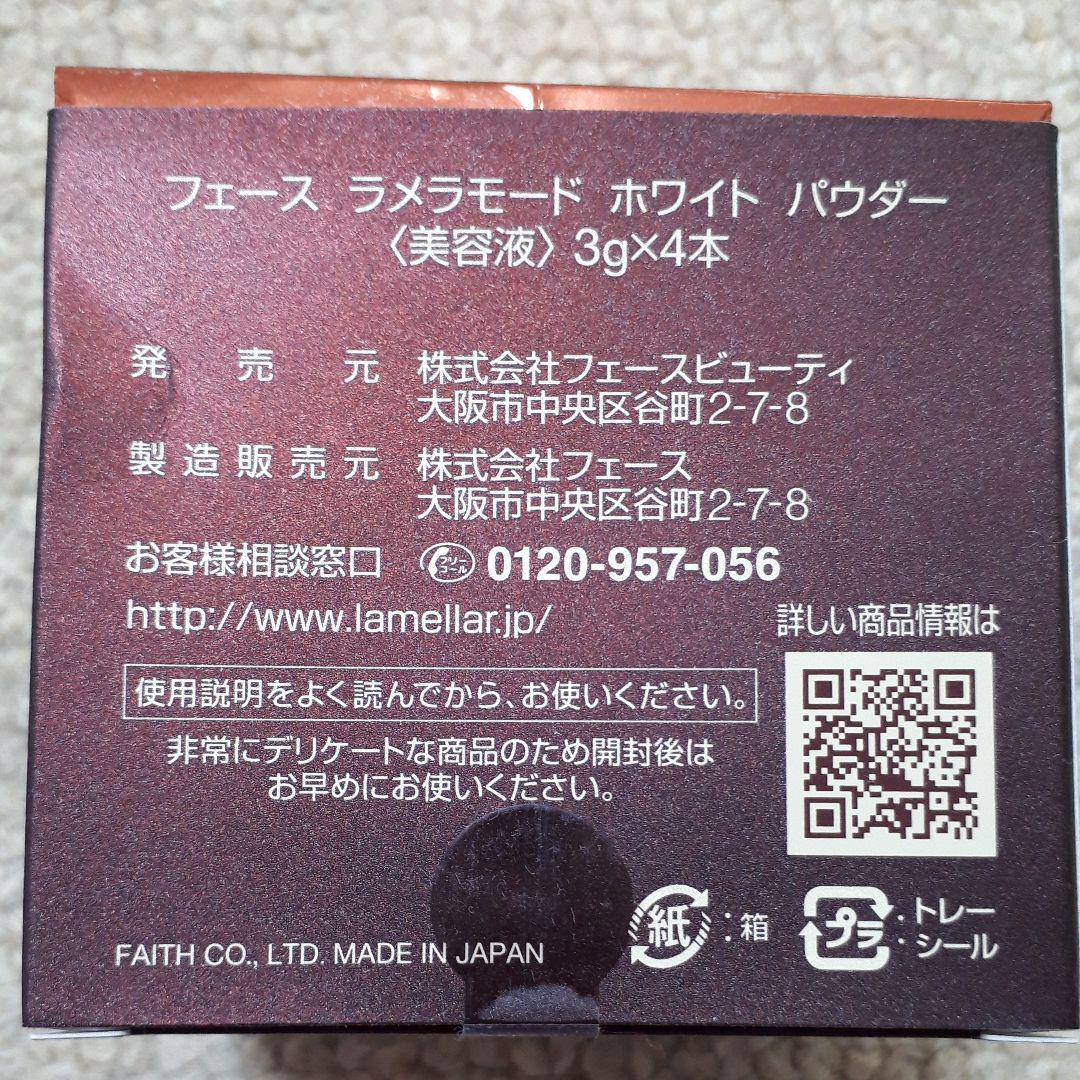 フェース ラメラモード ホワイト パウダー
〈美容液〉3g×4本
発売元 株式会社フェースビューティ
大阪市中央区谷町2-7-8
製造販売元 株式会社フェース
大阪市中央区谷町2-7-8
お客様相談窓口 フリーコール 0120-957-056
http://www.lamellar.jp/
詳しい商品情報は
使用説明をよく読んでから、お使いください。
非常にデリケートな商品のため開封後は
お早めにお使いください。
紙:箱
プラ:トレー
シール
FAITH CO., LTD. MADE IN JAPAN